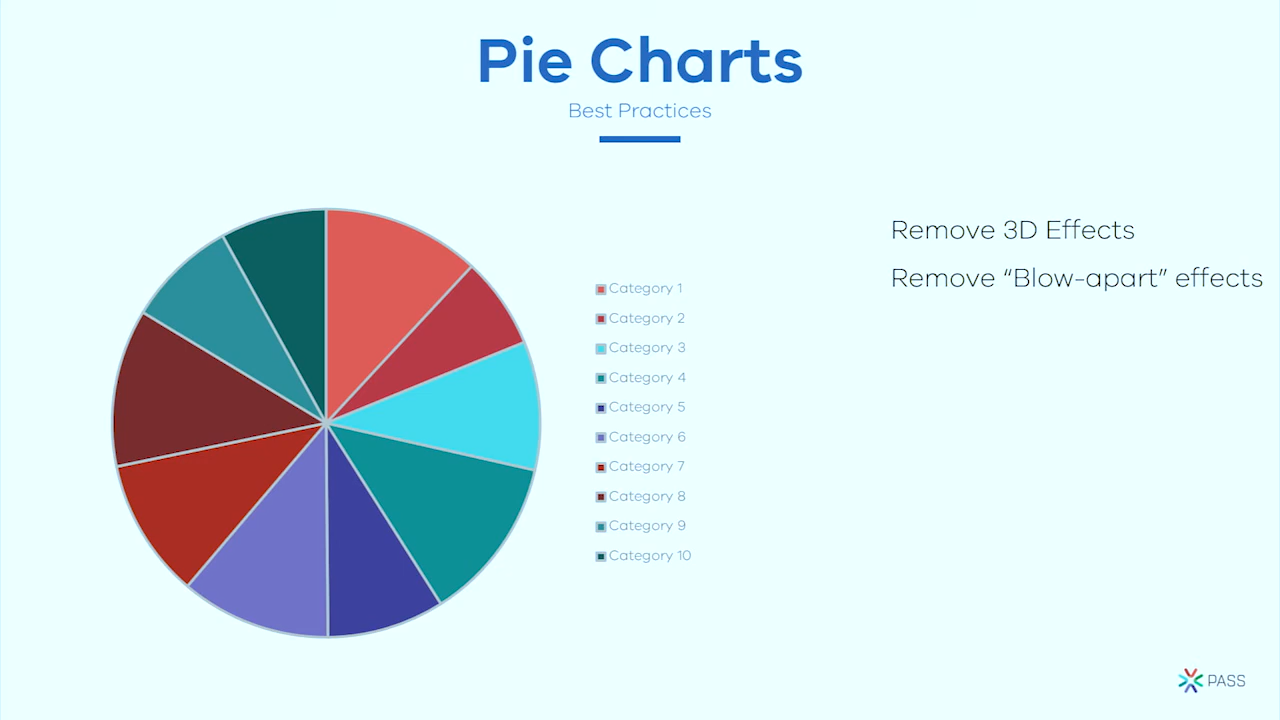 Pie Charts
Best Practices
Remove 3D Effects
Remove “Blow-apart” effects
Category 1
Category 2
Category 3
Category 4
Category 5
Category 6
Category 7
Category 8
Category 9
Category 10
PASS